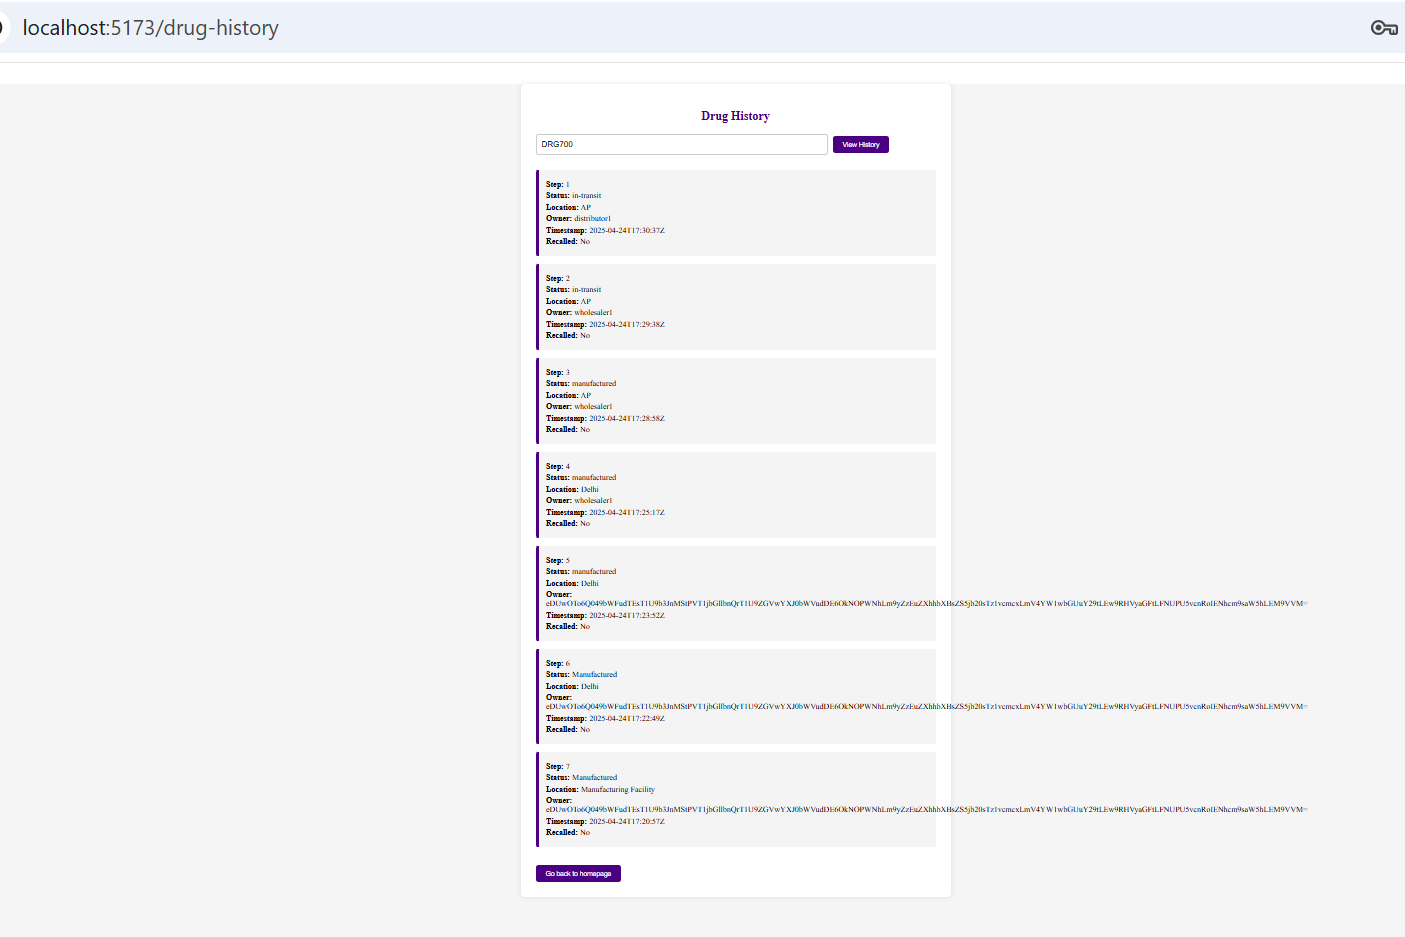 localhost:5173/drug-history
Drug History
DRG700
View History
Step: 1
Status: in-transit
Location: AP
Owner: distributor1
Timestamp: 2025-04-24T17:30:37Z
Recalled: No
Step: 2
Status: in-transit
Location: AP
Owner: wholesaler1
Timestamp: 2025-04-24T17:29:38Z
Recalled: No
Step: 3
Status: manufactured
Location: AP
Owner: wholesaler1
Timestamp: 2025-04-24T17:28:58Z
Recalled: No
Step: 4
Status: manufactured
Location: Delhi
Owner: wholesaler1
Timestamp: 2025-04-24T17:25:17Z
Recalled: No
Step: 5
Status: manufactured
Location: Delhi
Owner:
Timestamp: 2025-04-24T17:23:52Z
Recalled: No
Step: 6
Status: Manufactured
Location: Delhi
Owner:
Timestamp: 2025-04-24T17:22:49Z
Recalled: No
Step: 7
Status: Manufactured
Location: Manufacturing Facility
Owner:
Timestamp: 2025-04-24T17:20:57Z
Recalled: No
Go back to homepage